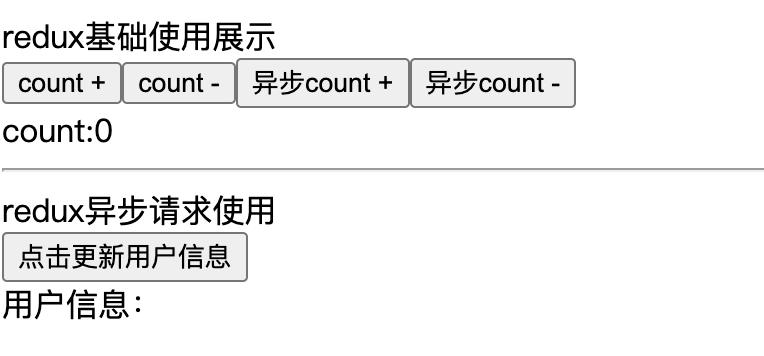 redux基础使用展示
count + count - 异步count + 异步count -
count:0
redux异步请求使用
点击更新用户信息
用户信息：